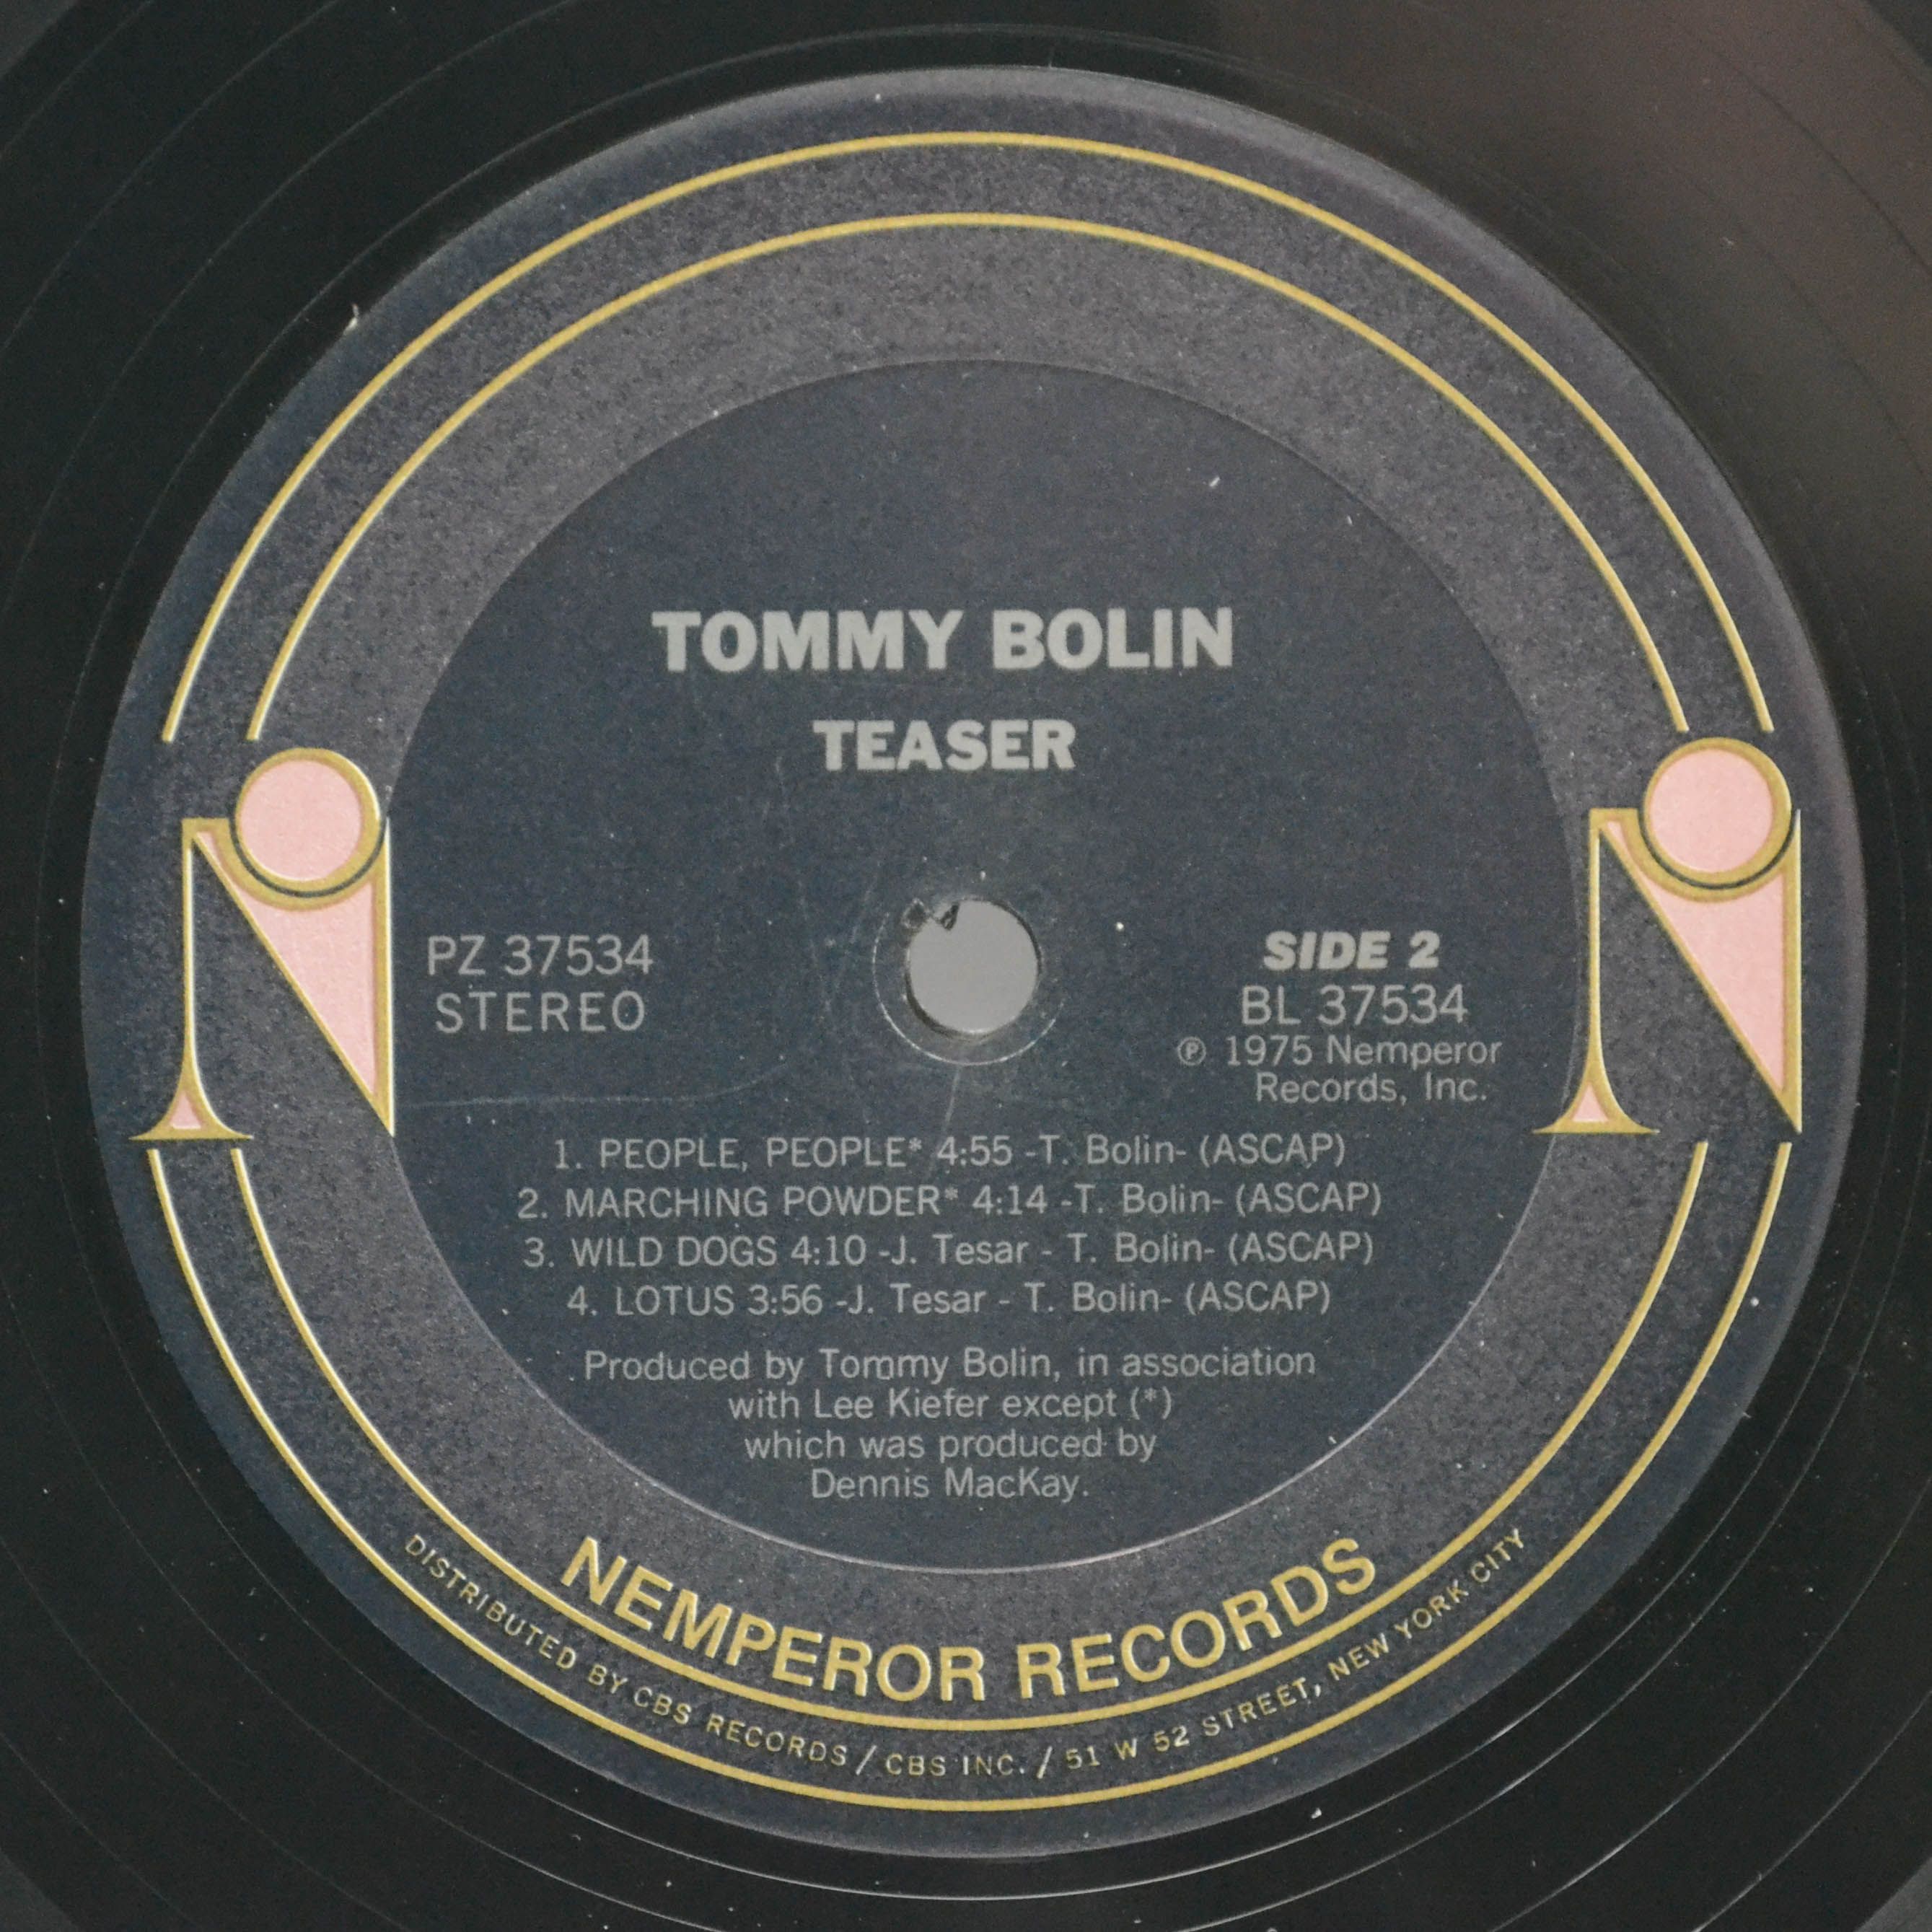 TOMMY BOLIN
TEASER
PZ 37534
STEREO
SIDE 2
BL 37534
℗ 1975 Nemperor
Records, Inc.
1. PEOPLE, PEOPLE* 4:55 -T. Bolin- (ASCAP)
2. MARCHING POWDER* 4:14 -T. Bolin- (ASCAP)
3. WILD DOGS 4:10 -J. Tesar - T. Bolin- (ASCAP)
4. LOTUS 3:56 -J. Tesar - T. Bolin- (ASCAP)
Produced by Tommy Bolin, in association
with Lee Kiefer except (*)
which was produced by
Dennis MacKay.
NEMPEROR RECORDS
DISTRIBUTED BY CBS RECORDS / CBS INC. / 51 W 52 STREET, NEW YORK CITY